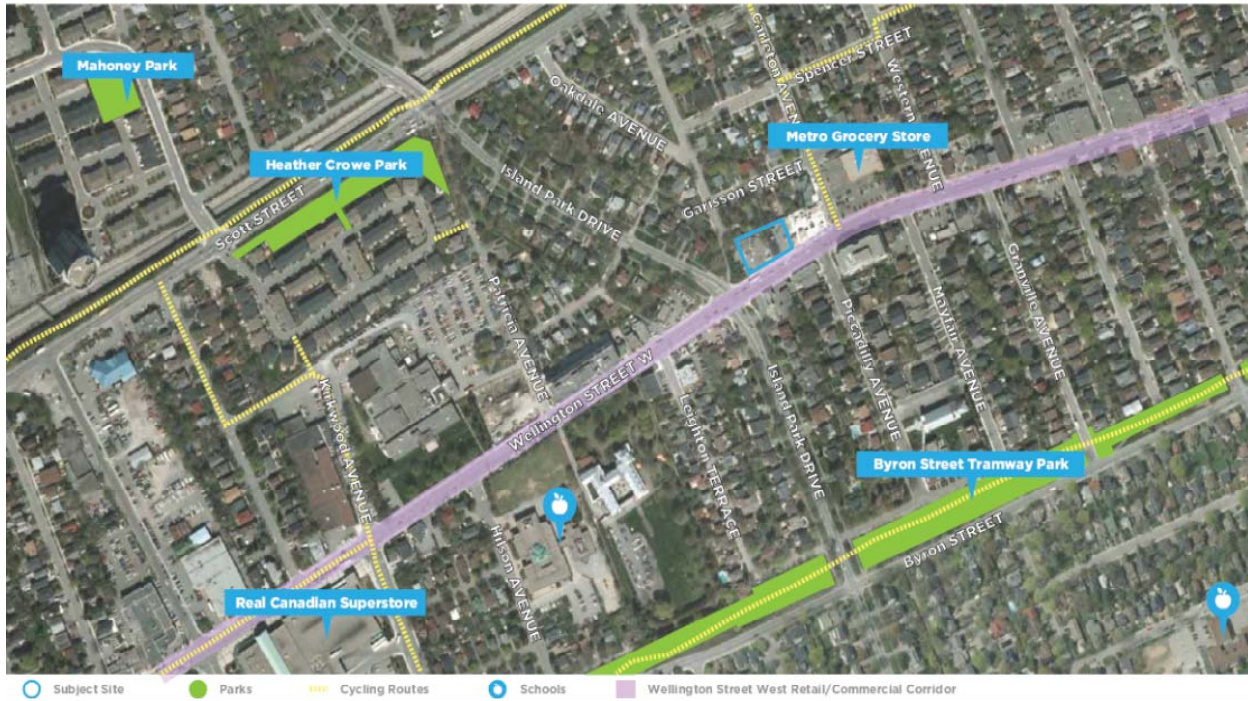 Mahoney Park
Heather Crowe Park
Scott STREET
Oakdale AVENUE
Island Park DRIVE
Carleton AVENUE
Spencer STREET
Western AVENUE
Metro Grocery Store
Garisson STREET
Patricia AVENUE
Kirkwood AVENUE
Wellington STREET W
Leighton TERRACE
Island Park DRIVE
Piccadilly AVENUE
Mayfair AVENUE
Granville AVENUE
Byron Street Tramway Park
Byron STREET
Hilson AVENUE
Real Canadian Superstore
Subject Site
Parks
Cycling Routes
Schools
Wellington Street West Retail/Commercial Corridor